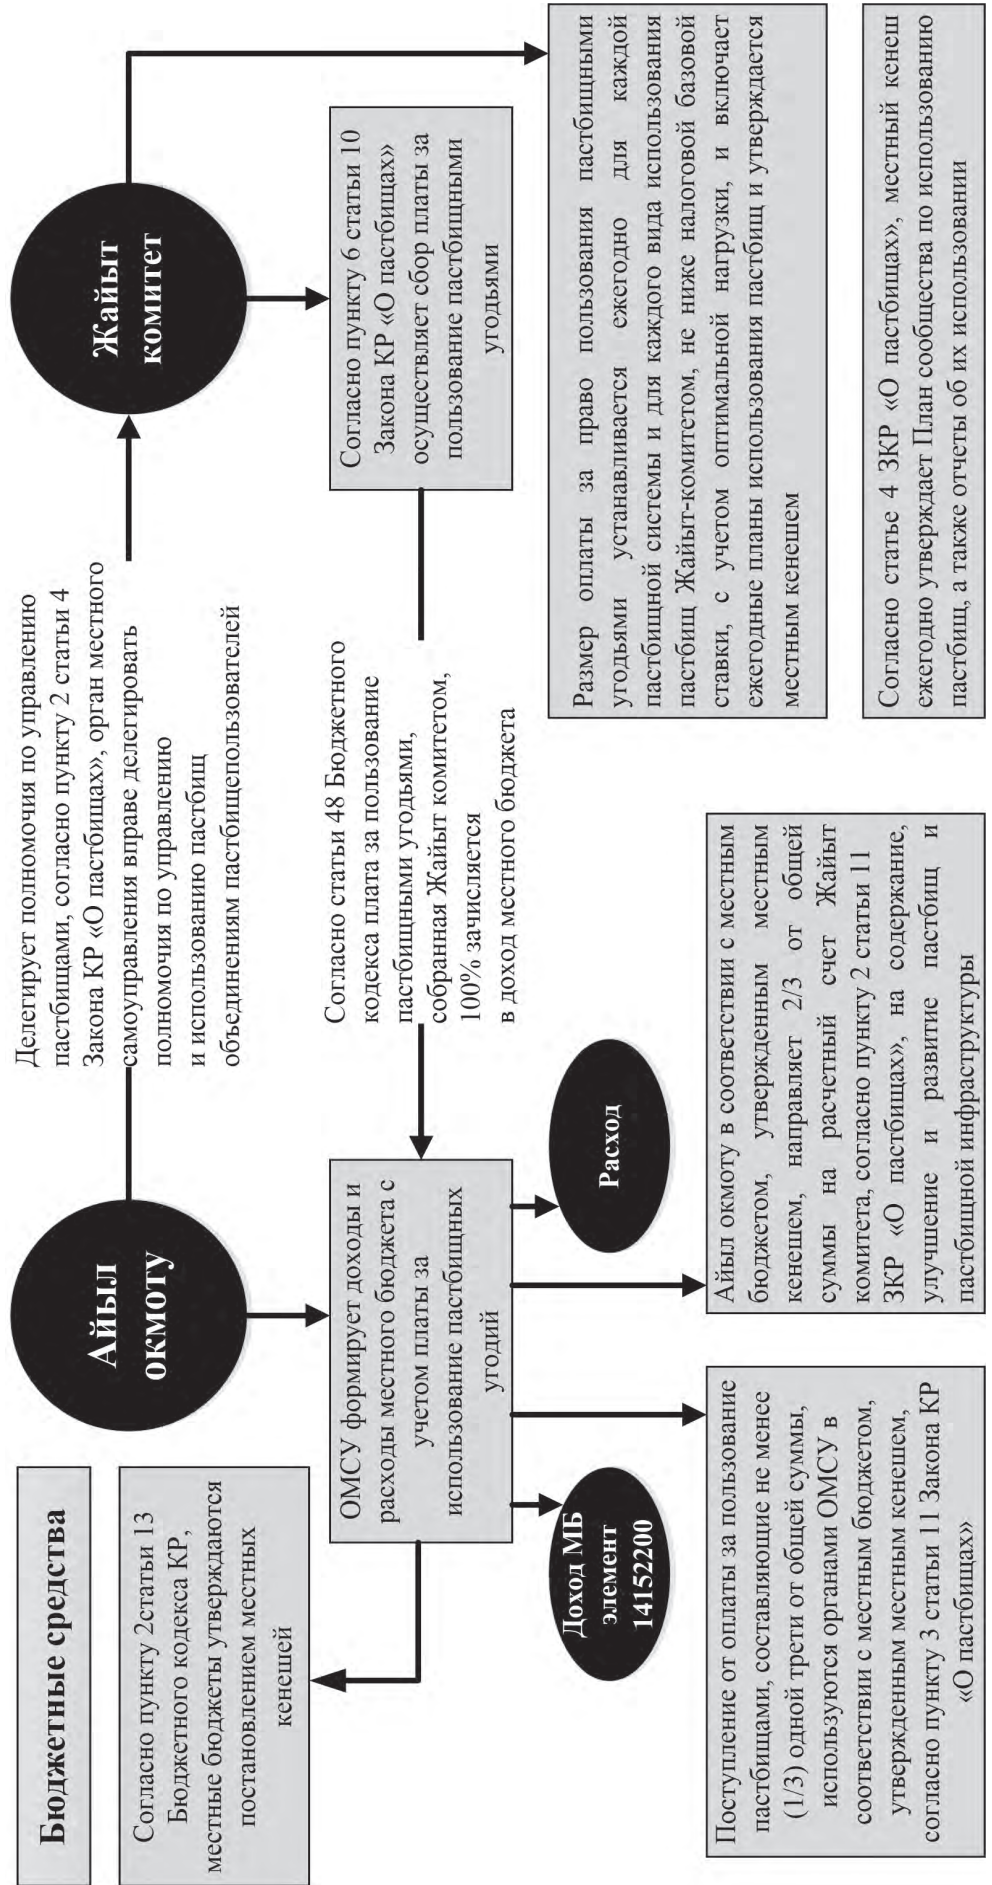 Бюджетные средства
Согласно пункту 2статьи 13
Бюджетного кодекса КР,
местные бюджеты утверждаются
постановлением местных
кенешей
Айыл
окмоту
Делегирует полномочия по управлению
пастбищами, согласно пункту 2 статьи 4
Закона КР «О пастбищах», орган местного
самоуправления вправе делегировать
полномочия по управлению
и использованию пастбищ
объединениям пастбищепользователей
Жайыт
комитет
ОМСУ формирует доходы и
расходы местного бюджета с
учетом платы за
использование пастбищных
угодий
Согласно статьи 48 Бюджетного
кодекса плата за пользование
пастбищными угодьями,
собранная Жайыт комитетом,
100% зачисляется
в доход местного бюджета
Согласно пункту 6 статьи 10
Закона КР «О пастбищах»
осуществляет сбор платы за
пользование пастбищными
угодьями
Доход МБ
элемент
14152200
Расход
Размер оплаты за право пользования пастбищными
угодьями устанавливается ежегодно для каждой
пастбищной системы и для каждого вида использования
пастбищ Жайыт-комитетом, не ниже налоговой базовой
ставки, с учетом оптимальной нагрузки, и включает
ежегодные планы использования пастбищ и утверждается
местным кенешем
Поступление от оплаты за пользование
пастбищами, составляющие не менее
(1/3) одной трети от общей суммы,
используются органами ОМСУ в
соответствии с местным бюджетом,
утвержденным местным кенешем,
согласно пункту 3 статьи 11 Закона КР
«О пастбищах»
Айыл окмоту в соответствии с местным
бюджетом, утвержденным местным
кенешем, направляет 2/3 от общей
суммы на расчетный счет Жайыт
комитета, согласно пункту 2 статьи 11
ЗКР «О пастбищах», на содержание,
улучшение и развитие пастбищ и
пастбищной инфраструктуры
Согласно статье 4 ЗКР «О пастбищах», местный кенеш
ежегодно утверждает План сообщества по использованию
пастбищ, а также отчеты об их использовании